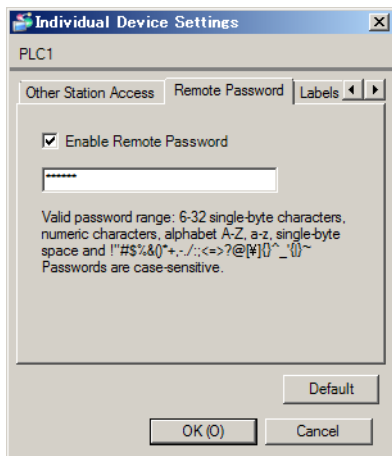 Individual Device Settings
PLC1
Other Station Access Remote Password Labels
Enable Remote Password
******
Valid password range: 6-32 single-byte characters,
numeric characters, alphabet A-Z, a-z, single-byte
space and !"#$%&()*+,-./:;<=>?@[¥]{}^_'{|}~
Passwords are case-sensitive.
Default
OK (O) Cancel